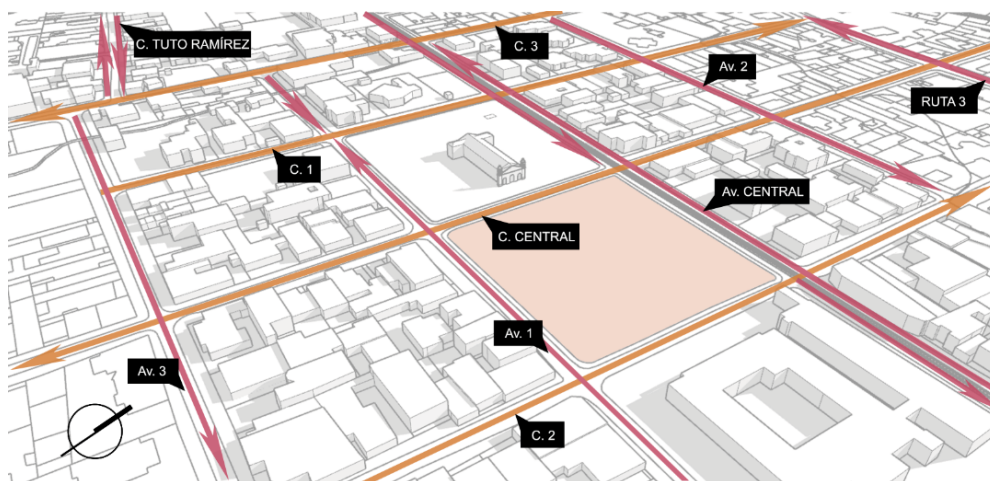 C. TUTO RAMÍREZ
C. 3
Av. 2
RUTA 3
C. 1
Av. CENTRAL
C. CENTRAL
Av. 1
Av. 3
C. 2